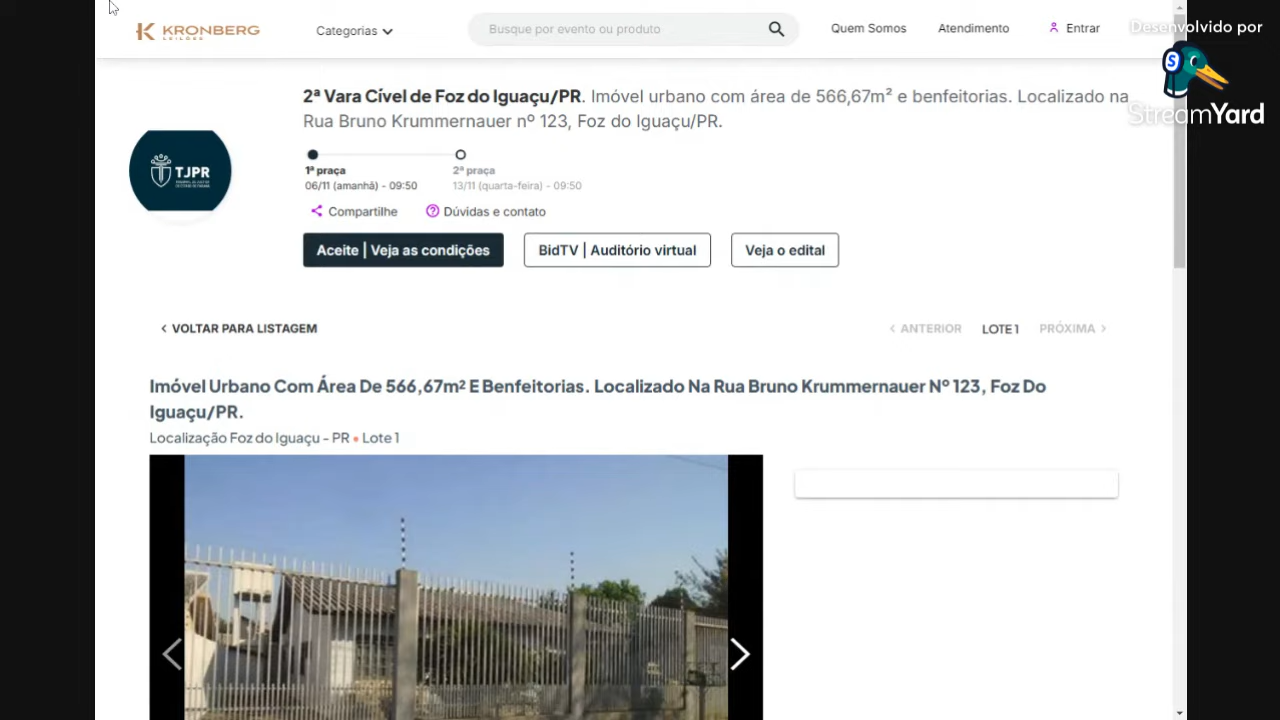 KRONBERG
LEILÕES
Categorias
Busque por evento ou produto
Quem Somos
Atendimento
Entrar
Desenvolvido por
StreamYard
2ª Vara Cível de Foz do Iguaçu/PR. Imóvel urbano com área de 566,67m² e benfeitorias. Localizado na
Rua Bruno Krummernauer nº 123, Foz do Iguaçu/PR.
TJPR
1ª praça
06/11 (amanhã) - 09:50
2ª praça
13/11 (quarta-feira) - 09:50
Compartilhe
Dúvidas e contato
Aceite | Veja as condições
BidTV | Auditório virtual
Veja o edital
VOLTAR PARA LISTAGEM
ANTERIOR
LOTE 1
PRÓXIMA
Imóvel Urbano Com Área De 566,67m² E Benfeitorias. Localizado Na Rua Bruno Krummernauer Nº 123, Foz Do
Iguaçu/PR.
Localização Foz do Iguaçu - PR • Lote 1